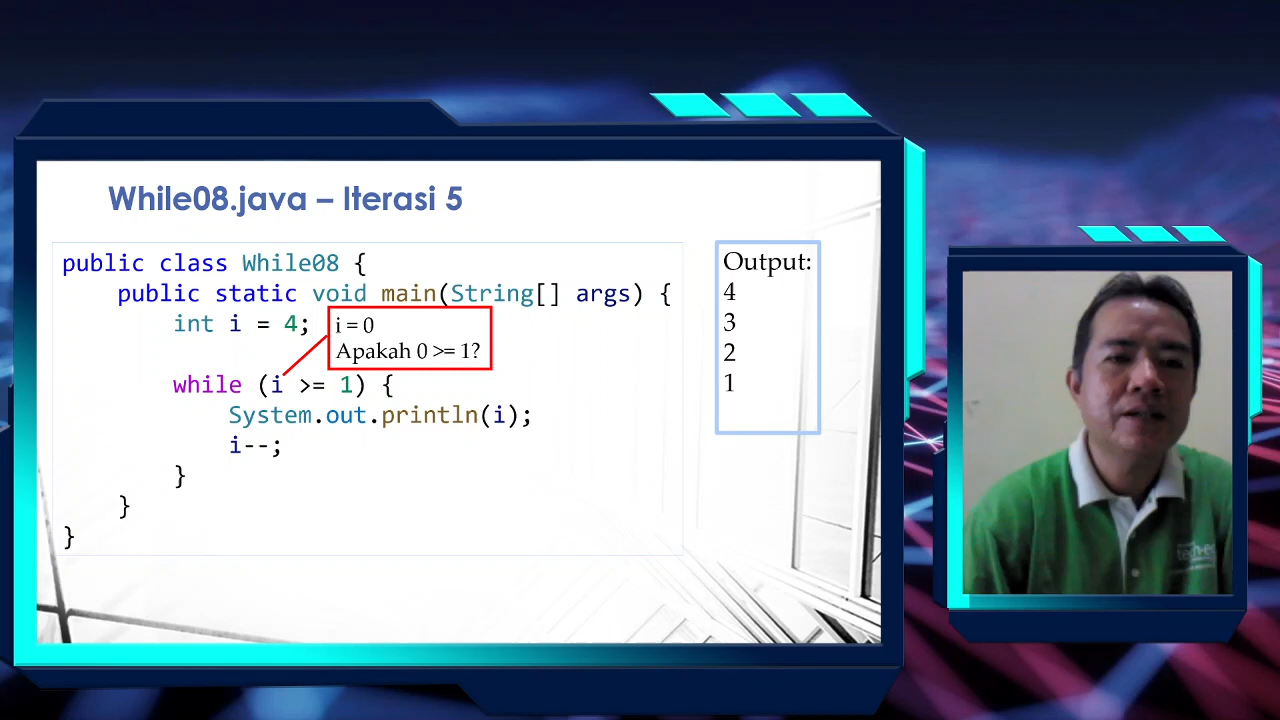 While08.java – Iterasi 5
public class While08 {
public static void main(String[] args) {
int i = 4;
i = 0
Apakah 0 >= 1?
while (i >= 1) {
System.out.println(i);
i--;
}
}
}
Output:
4
3
2
1